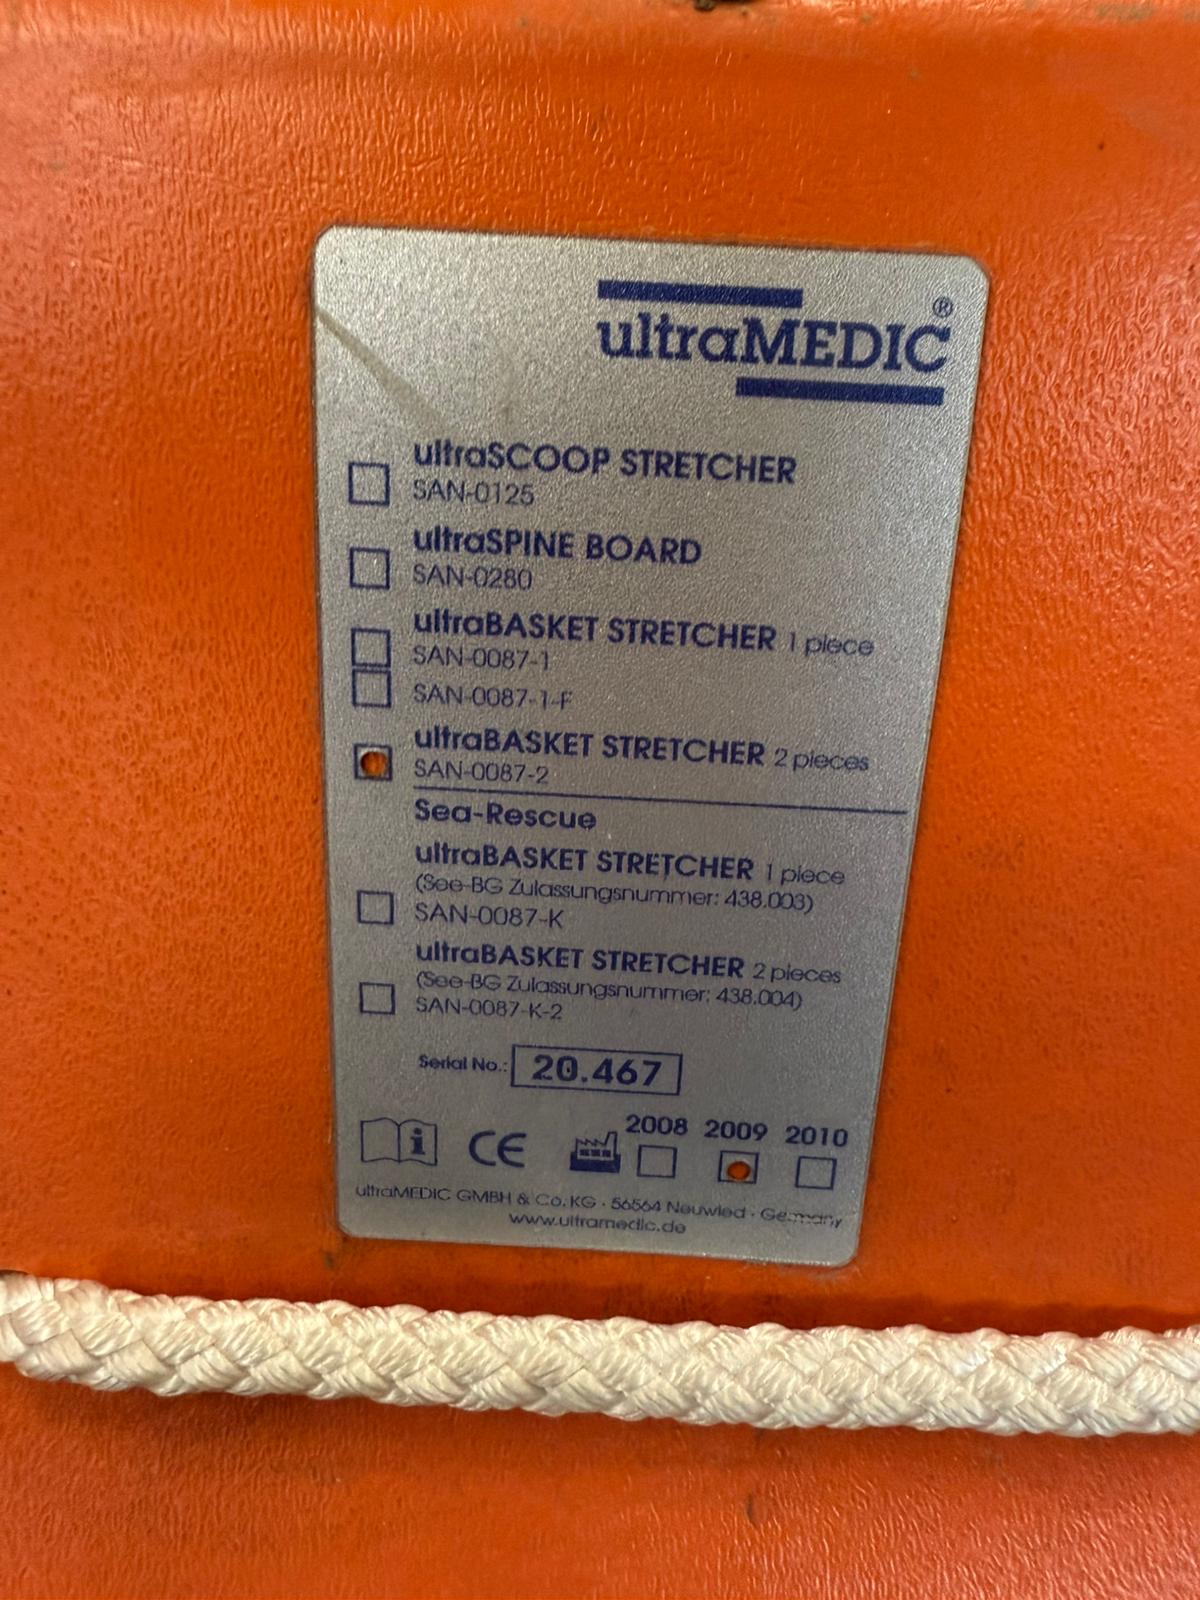 ultraMEDIC®
ultraSCOOP STRETCHER
SAN-0125
ultraSPINE BOARD
SAN-0280
ultraBASKET STRETCHER 1 piece
SAN-0087-1
SAN-0087-1-F
ultraBASKET STRETCHER 2 pieces
SAN-0087-2
Sea-Rescue
ultraBASKET STRETCHER 1 piece
(See-BG Zulassungsnummer: 438.003)
SAN-0087-K
ultraBASKET STRETCHER 2 pieces
(See-BG Zulassungsnummer: 438.004)
SAN-0087-K-2
Serial No.: 20.467
2008 2009 2010
i CE
ultraMEDIC GMBH & Co. KG · 56564 Neuwied · Germany
www.ultramedic.de